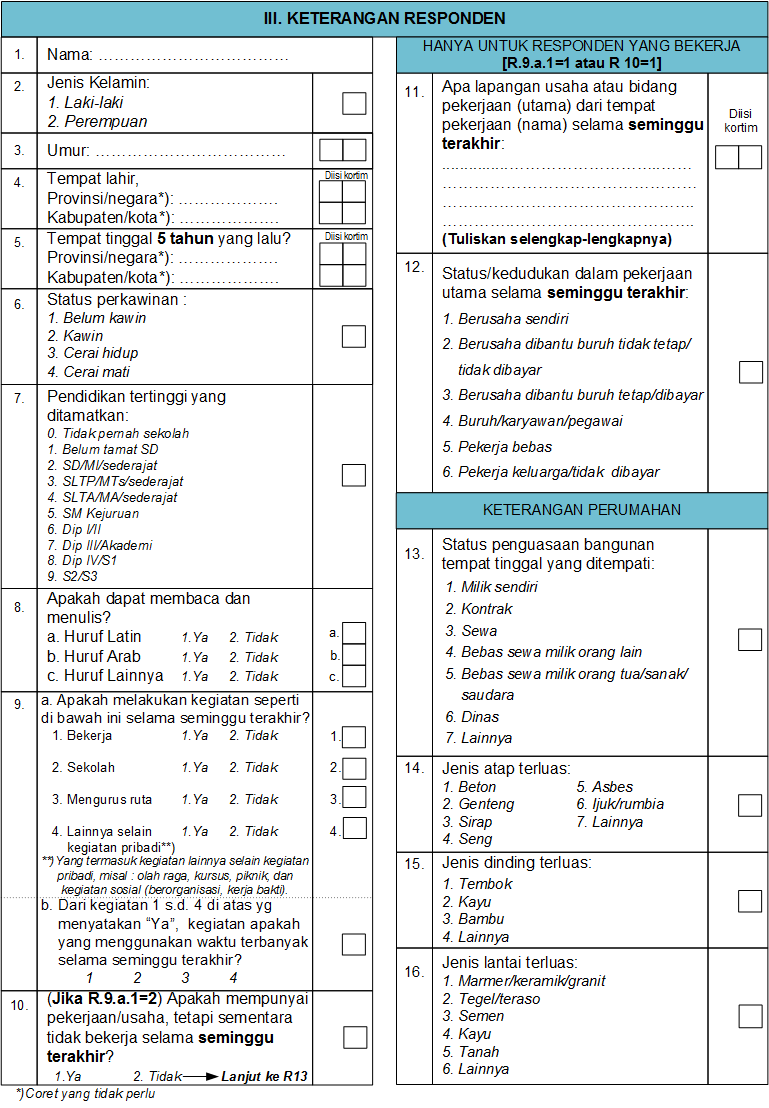 III. KETERANGAN RESPONDEN
1. Nama: ……………………………….
2. Jenis Kelamin:
1. Laki-laki
2. Perempuan
3. Umur: ……………………………….
4. Tempat lahir,
Diisi kortim
Provinsi/negara*): ……………….
Kabupaten/kota*): ……………….
5. Tempat tinggal 5 tahun yang lalu?
Diisi kortim
Provinsi/negara*): ……………….
Kabupaten/kota*): ……………….
6. Status perkawinan :
1. Belum kawin
2. Kawin
3. Cerai hidup
4. Cerai mati
7. Pendidikan tertinggi yang
ditamatkan:
0. Tidak pernah sekolah
1. Belum tamat SD
2. SD/MI/sederajat
3. SLTP/MTs/sederajat
4. SLTA/MA/sederajat
5. SM Kejuruan
6. Dip I/II
7. Dip III/Akademi
8. Dip IV/S1
9. S2/S3
8. Apakah dapat membaca dan
menulis?
a. Huruf Latin 1.Ya 2. Tidak a.
b. Huruf Arab 1.Ya 2. Tidak b.
c. Huruf Lainnya 1.Ya 2. Tidak c.
9. a. Apakah melakukan kegiatan seperti
di bawah ini selama seminggu terakhir?
1. Bekerja 1.Ya 2. Tidak 1.
2. Sekolah 1.Ya 2. Tidak 2.
3. Mengurus ruta 1.Ya 2. Tidak 3.
4. Lainnya selain 1.Ya 2. Tidak 4.
kegiatan pribadi**)
**) Yang termasuk kegiatan lainnya selain kegiatan
pribadi, misal : olah raga, kursus, piknik, dan
kegiatan sosial (berorganisasi, kerja bakti).
b. Dari kegiatan 1 s.d. 4 di atas yg
menyatakan “Ya”, kegiatan apakah
yang menggunakan waktu terbanyak
selama seminggu terakhir?
1 2 3 4
10. (Jika R.9.a.1=2) Apakah mempunyai
pekerjaan/usaha, tetapi sementara
tidak bekerja selama seminggu
terakhir?
1.Ya 2. Tidak Lanjut ke R13
*)Coret yang tidak perlu
HANYA UNTUK RESPONDEN YANG BEKERJA
[R.9.a.1=1 atau R 10=1]
11. Apa lapangan usaha atau bidang
pekerjaan (utama) dari tempat
pekerjaan (nama) selama seminggu
terakhir:
Diisi
kortim
...............………………………..……
………………………………………….
………………………………………..
………………………………………..
(Tuliskan selengkap-lengkapnya)
12. Status/kedudukan dalam pekerjaan
utama selama seminggu terakhir:
1. Berusaha sendiri
2. Berusaha dibantu buruh tidak tetap/
tidak dibayar
3. Berusaha dibantu buruh tetap/dibayar
4. Buruh/karyawan/pegawai
5. Pekerja bebas
6. Pekerja keluarga/tidak dibayar
KETERANGAN PERUMAHAN
13. Status penguasaan bangunan
tempat tinggal yang ditempati:
1. Milik sendiri
2. Kontrak
3. Sewa
4. Bebas sewa milik orang lain
5. Bebas sewa milik orang tua/sanak/
saudara
6. Dinas
7. Lainnya
14. Jenis atap terluas:
1. Beton 5. Asbes
2. Genteng 6. Ijuk/rumbia
3. Sirap 7. Lainnya
4. Seng
15. Jenis dinding terluas:
1. Tembok
2. Kayu
3. Bambu
4. Lainnya
16. Jenis lantai terluas:
1. Marmer/keramik/granit
2. Tegel/teraso
3. Semen
4. Kayu
5. Tanah
6. Lainnya